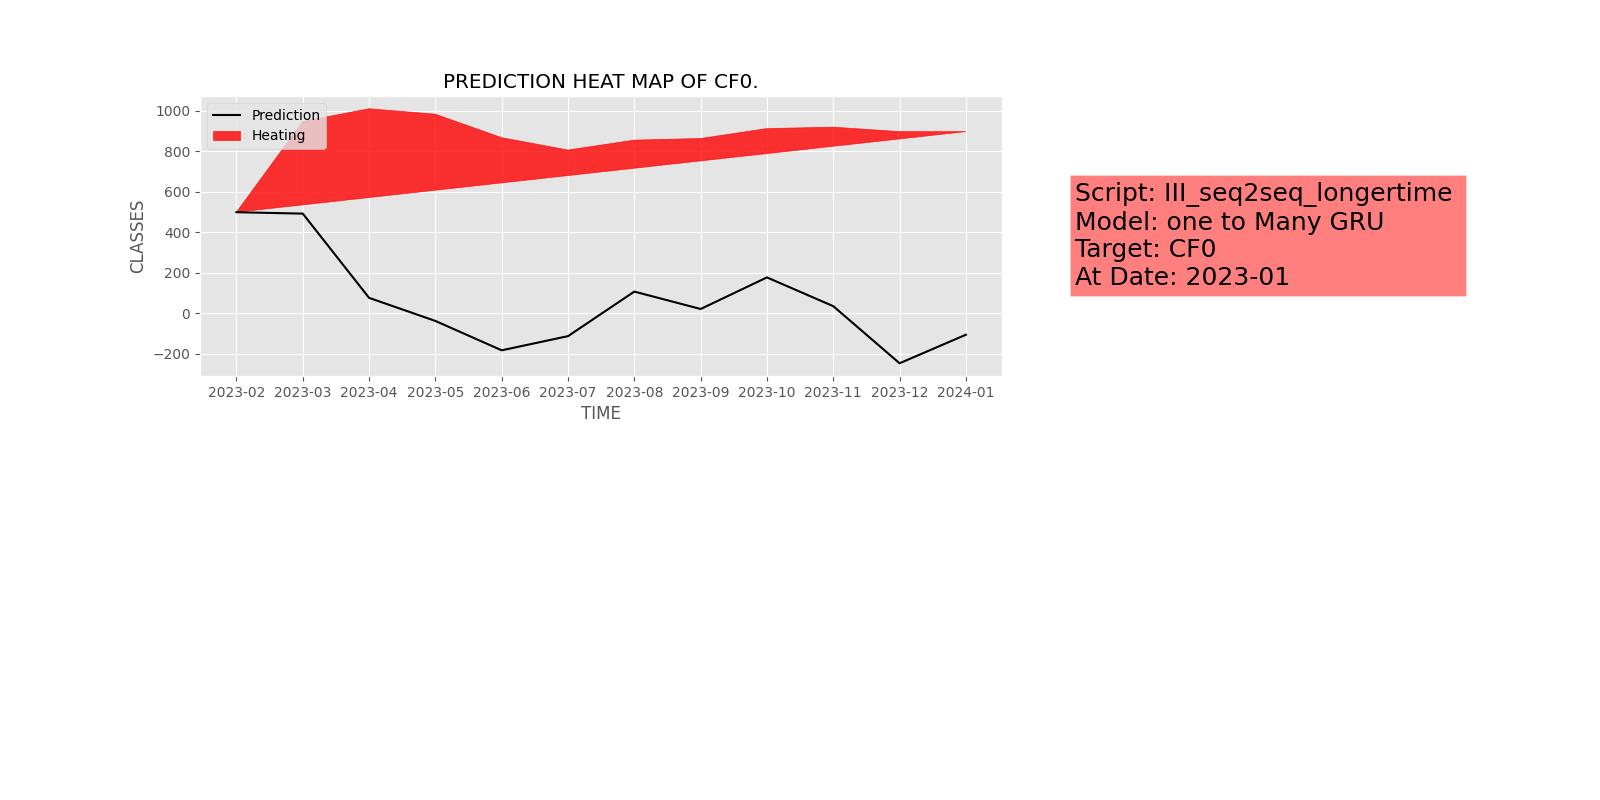 PREDICTION HEAT MAP OF CF0.
Prediction
Heating
CLASSES
1000
800
600
400
200
0
−200
2023-02 2023-03 2023-04 2023-05 2023-06 2023-07 2023-08 2023-09 2023-10 2023-11 2023-12 2024-01
TIME
Script: III_seq2seq_longertime
Model: one to Many GRU
Target: CF0
At Date: 2023-01